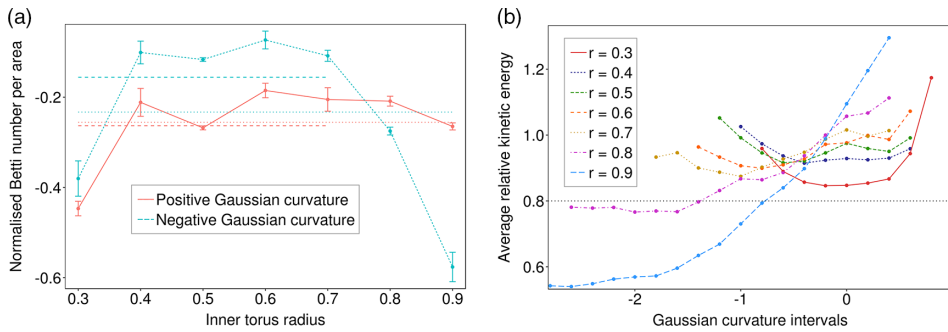 (a)
Normalised Betti number per area
-0.2
-0.4
-0.6
0.3 0.4 0.5 0.6 0.7 0.8 0.9
Inner torus radius
Positive Gaussian curvature
Negative Gaussian curvature
(b)
Average relative kinetic energy
1.2
1.0
0.8
0.6
-2 -1 0
Gaussian curvature intervals
r = 0.3
r = 0.4
r = 0.5
r = 0.6
r = 0.7
r = 0.8
r = 0.9